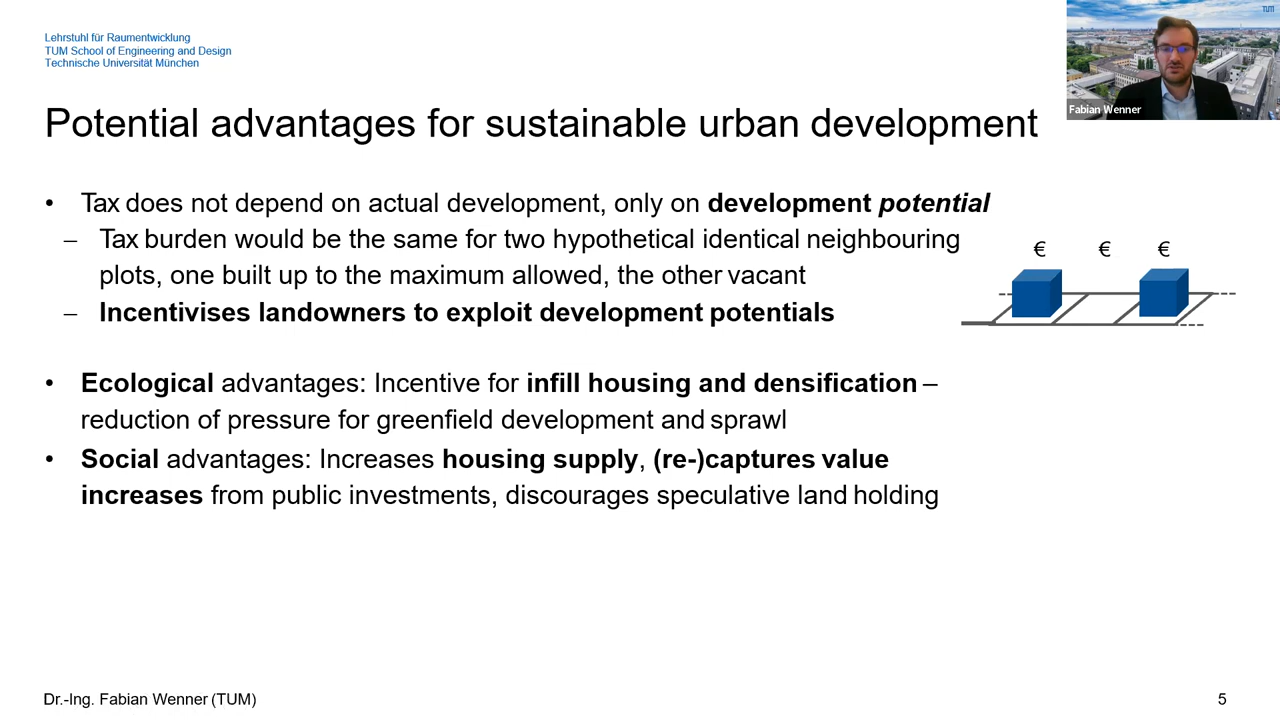 Lehrstuhl für Raumentwicklung
TUM School of Engineering and Design
Technische Universität München
TUM
Fabian Wenner
Potential advantages for sustainable urban development
• Tax does not depend on actual development, only on development potential
– Tax burden would be the same for two hypothetical identical neighbouring
plots, one built up to the maximum allowed, the other vacant
– Incentivises landowners to exploit development potentials
€ € €
• Ecological advantages: Incentive for infill housing and densification –
reduction of pressure for greenfield development and sprawl
• Social advantages: Increases housing supply, (re-)captures value
increases from public investments, discourages speculative land holding
Dr.-Ing. Fabian Wenner (TUM)
5